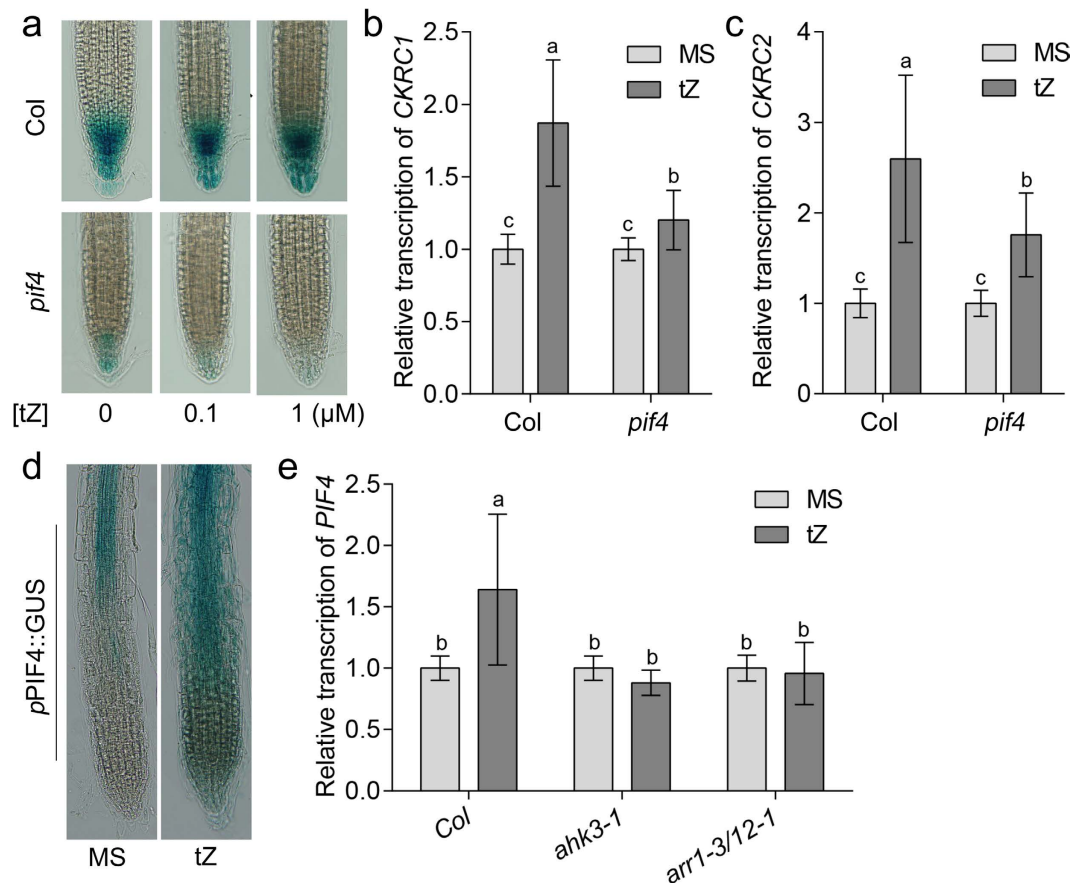 a
Col
pif4
[tZ] 0 0.1 1 (µM)
b
Relative transcription of CKRC1
2.5
2.0
1.5
1.0
0.5
0.0
MS
tZ
a
c
c
b
Col pif4
c
Relative transcription of CKRC2
4
3
2
1
0
MS
tZ
a
c
c
b
Col pif4
d
pPIF4::GUS
MS tZ
e
Relative transcription of PIF4
2.5
2.0
1.5
1.0
0.5
0.0
MS
tZ
a
b
b
b
b
b
Col ahk3-1 arr1-3/12-1